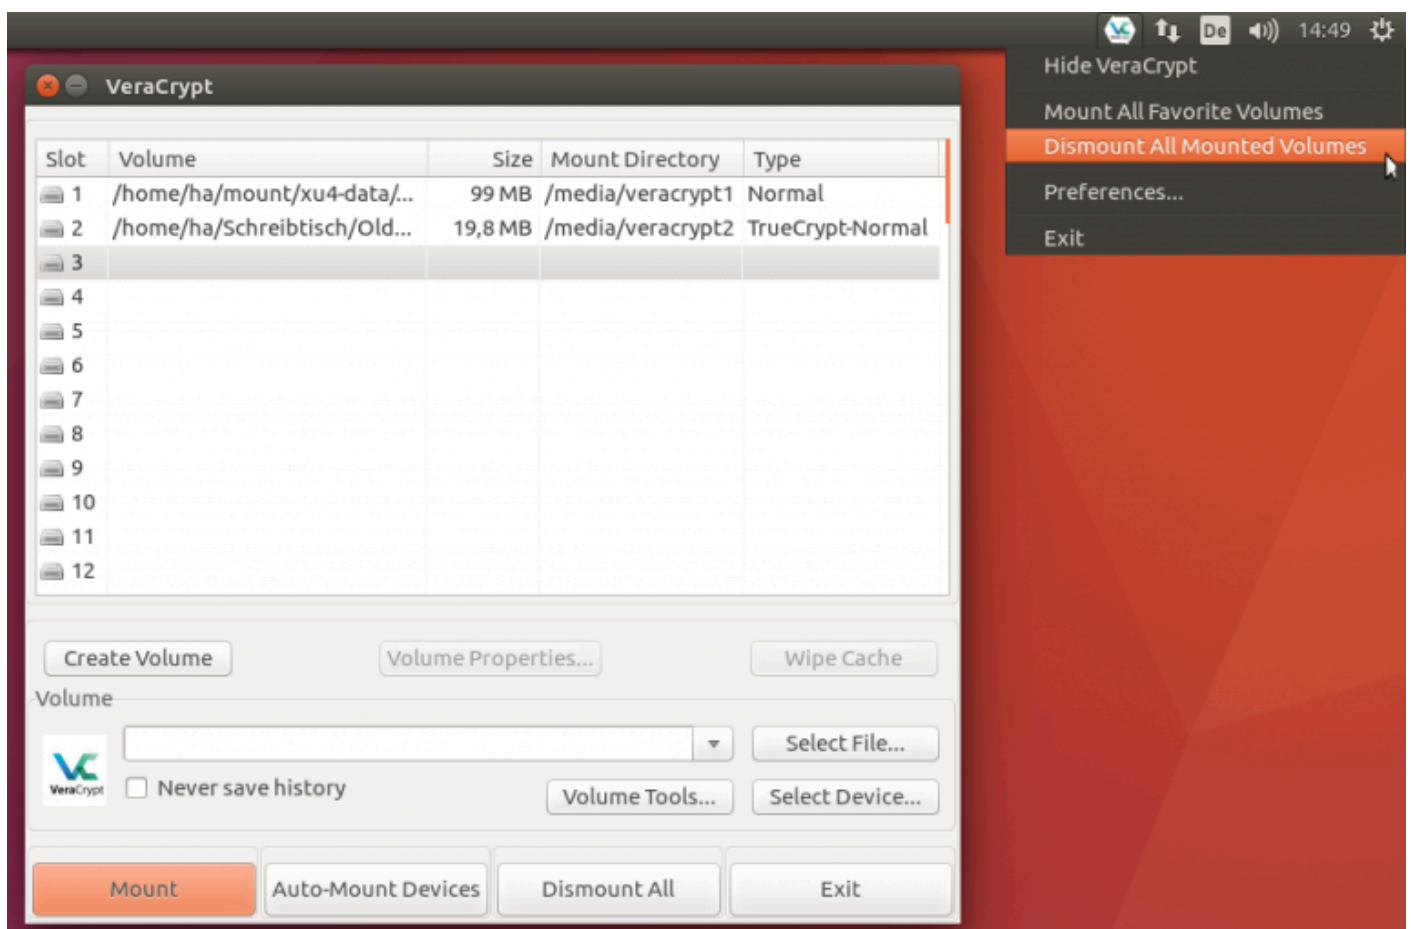 De 14:49
Hide VeraCrypt
Mount All Favorite Volumes
Dismount All Mounted Volumes
Preferences...
Exit
VeraCrypt
Slot Volume Size Mount Directory Type
1 /home/ha/mount/xu4-data/... 99 MB /media/veracrypt1 Normal
2 /home/ha/Schreibtisch/Old... 19,8 MB /media/veracrypt2 TrueCrypt-Normal
3
4
5
6
7
8
9
10
11
12
Create Volume Volume Properties... Wipe Cache
Volume
Select File...
VeraCrypt Never save history
Volume Tools... Select Device...
Mount Auto-Mount Devices Dismount All Exit